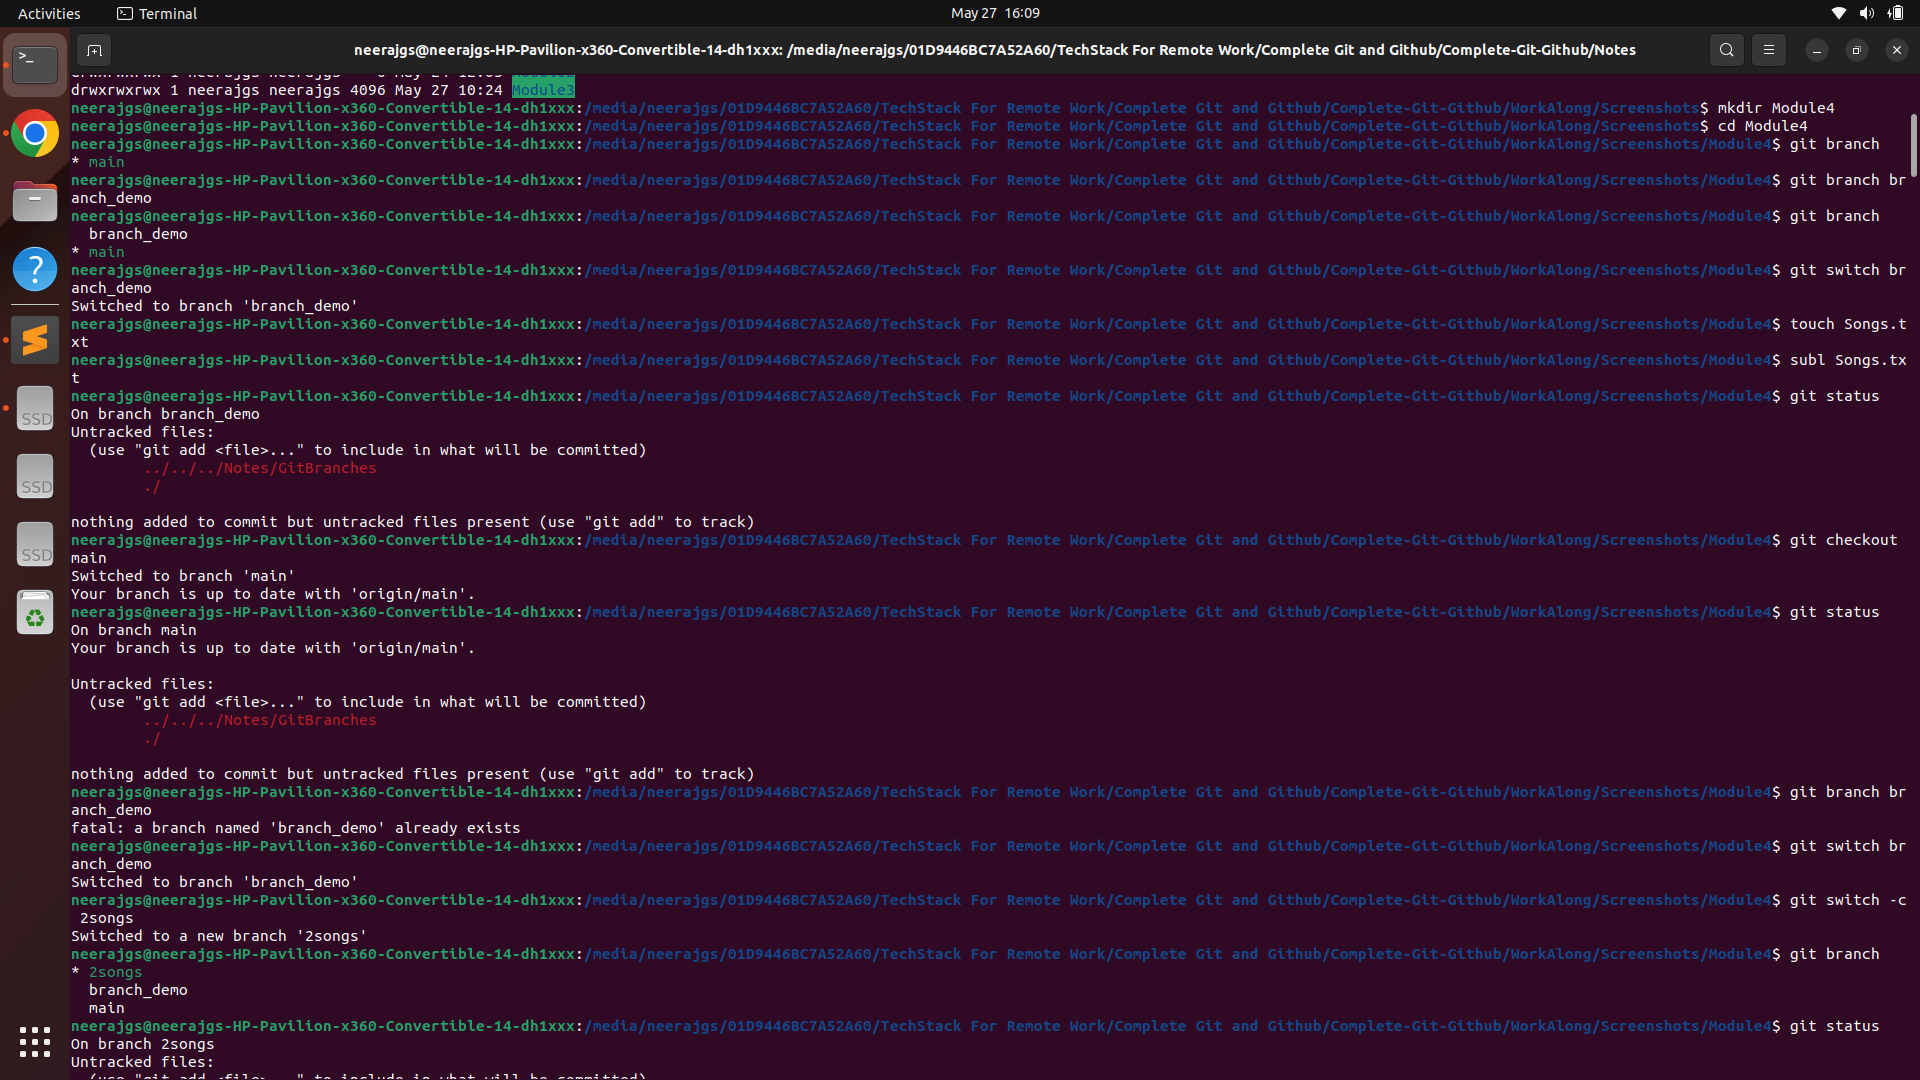 Activities Terminal May 27 16:09
neerajgs@neerajgs-HP-Pavilion-x360-Convertible-14-dh1xxx: /media/neerajgs/01D9446BC7A52A60/TechStack For Remote Work/Complete Git and Github/Complete-Git-Github/Notes
drwxrwxrwx 1 neerajgs neerajgs 4096 May 27 10:24 Module3
neerajgs@neerajgs-HP-Pavilion-x360-Convertible-14-dh1xxx:/media/neerajgs/01D9446BC7A52A60/TechStack For Remote Work/Complete Git and Github/Complete-Git-Github/WorkAlong/Screenshots$ mkdir Module4
neerajgs@neerajgs-HP-Pavilion-x360-Convertible-14-dh1xxx:/media/neerajgs/01D9446BC7A52A60/TechStack For Remote Work/Complete Git and Github/Complete-Git-Github/WorkAlong/Screenshots$ cd Module4
neerajgs@neerajgs-HP-Pavilion-x360-Convertible-14-dh1xxx:/media/neerajgs/01D9446BC7A52A60/TechStack For Remote Work/Complete Git and Github/Complete-Git-Github/WorkAlong/Screenshots/Module4$ git branch
* main
neerajgs@neerajgs-HP-Pavilion-x360-Convertible-14-dh1xxx:/media/neerajgs/01D9446BC7A52A60/TechStack For Remote Work/Complete Git and Github/Complete-Git-Github/WorkAlong/Screenshots/Module4$ git branch br
anch_demo
neerajgs@neerajgs-HP-Pavilion-x360-Convertible-14-dh1xxx:/media/neerajgs/01D9446BC7A52A60/TechStack For Remote Work/Complete Git and Github/Complete-Git-Github/WorkAlong/Screenshots/Module4$ git branch
branch_demo
* main
neerajgs@neerajgs-HP-Pavilion-x360-Convertible-14-dh1xxx:/media/neerajgs/01D9446BC7A52A60/TechStack For Remote Work/Complete Git and Github/Complete-Git-Github/WorkAlong/Screenshots/Module4$ git switch br
anch_demo
Switched to branch 'branch_demo'
neerajgs@neerajgs-HP-Pavilion-x360-Convertible-14-dh1xxx:/media/neerajgs/01D9446BC7A52A60/TechStack For Remote Work/Complete Git and Github/Complete-Git-Github/WorkAlong/Screenshots/Module4$ touch Songs.t
xt
neerajgs@neerajgs-HP-Pavilion-x360-Convertible-14-dh1xxx:/media/neerajgs/01D9446BC7A52A60/TechStack For Remote Work/Complete Git and Github/Complete-Git-Github/WorkAlong/Screenshots/Module4$ subl Songs.tx
t
neerajgs@neerajgs-HP-Pavilion-x360-Convertible-14-dh1xxx:/media/neerajgs/01D9446BC7A52A60/TechStack For Remote Work/Complete Git and Github/Complete-Git-Github/WorkAlong/Screenshots/Module4$ git status
On branch branch_demo
Untracked files:
(use "git add <file>..." to include in what will be committed)
../../../Notes/GitBranches
./
nothing added to commit but untracked files present (use "git add" to track)
neerajgs@neerajgs-HP-Pavilion-x360-Convertible-14-dh1xxx:/media/neerajgs/01D9446BC7A52A60/TechStack For Remote Work/Complete Git and Github/Complete-Git-Github/WorkAlong/Screenshots/Module4$ git checkout
main
Switched to branch 'main'
Your branch is up to date with 'origin/main'.
neerajgs@neerajgs-HP-Pavilion-x360-Convertible-14-dh1xxx:/media/neerajgs/01D9446BC7A52A60/TechStack For Remote Work/Complete Git and Github/Complete-Git-Github/WorkAlong/Screenshots/Module4$ git status
On branch main
Your branch is up to date with 'origin/main'.
Untracked files:
(use "git add <file>..." to include in what will be committed)
../../../Notes/GitBranches
./
nothing added to commit but untracked files present (use "git add" to track)
neerajgs@neerajgs-HP-Pavilion-x360-Convertible-14-dh1xxx:/media/neerajgs/01D9446BC7A52A60/TechStack For Remote Work/Complete Git and Github/Complete-Git-Github/WorkAlong/Screenshots/Module4$ git branch br
anch_demo
fatal: a branch named 'branch_demo' already exists
neerajgs@neerajgs-HP-Pavilion-x360-Convertible-14-dh1xxx:/media/neerajgs/01D9446BC7A52A60/TechStack For Remote Work/Complete Git and Github/Complete-Git-Github/WorkAlong/Screenshots/Module4$ git switch br
anch_demo
Switched to branch 'branch_demo'
neerajgs@neerajgs-HP-Pavilion-x360-Convertible-14-dh1xxx:/media/neerajgs/01D9446BC7A52A60/TechStack For Remote Work/Complete Git and Github/Complete-Git-Github/WorkAlong/Screenshots/Module4$ git switch -c
2songs
Switched to a new branch '2songs'
neerajgs@neerajgs-HP-Pavilion-x360-Convertible-14-dh1xxx:/media/neerajgs/01D9446BC7A52A60/TechStack For Remote Work/Complete Git and Github/Complete-Git-Github/WorkAlong/Screenshots/Module4$ git branch
* 2songs
branch_demo
main
neerajgs@neerajgs-HP-Pavilion-x360-Convertible-14-dh1xxx:/media/neerajgs/01D9446BC7A52A60/TechStack For Remote Work/Complete Git and Github/Complete-Git-Github/WorkAlong/Screenshots/Module4$ git status
On branch 2songs
Untracked files:
(use "git add <file>..." to include in what will be committed)
SSD
SSD
SSD